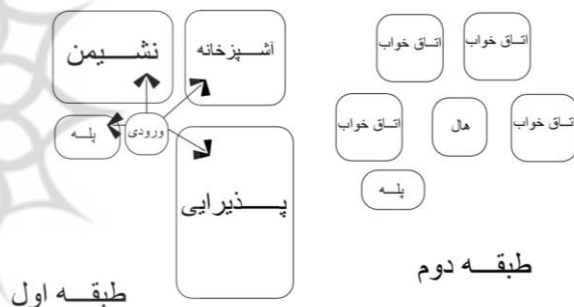 نشیمن
آشپزخانه
پله
ورودی
پذیرایی
طبقه اول
اتاق خواب
اتاق خواب
اتاق خواب
هال
اتاق خواب
پله
طبقه دوم